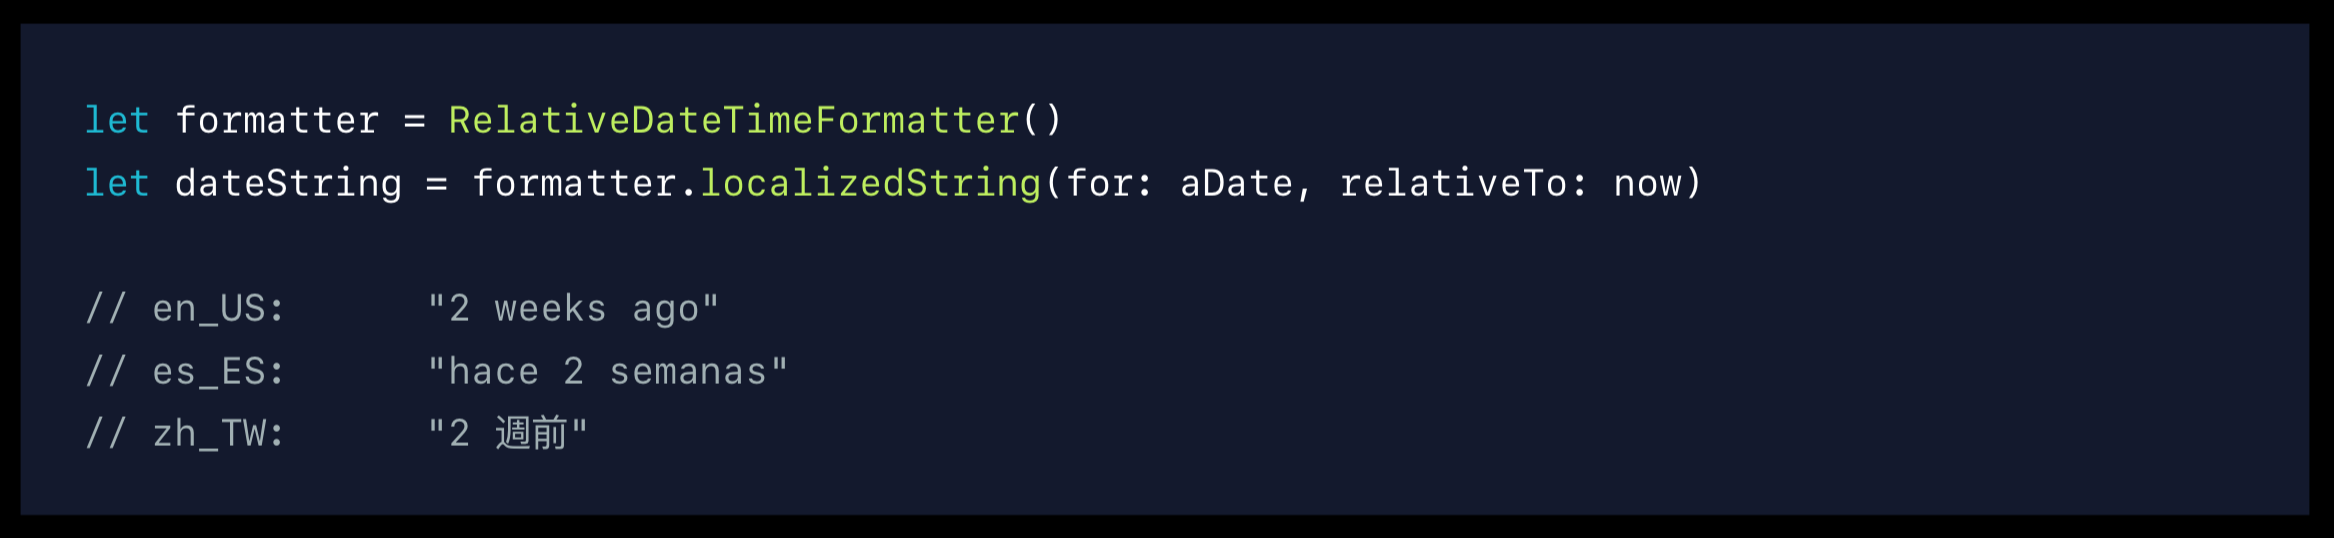 let formatter = RelativeDateTimeFormatter()
let dateString = formatter.localizedString(for: aDate, relativeTo: now)
// en_US:      "2 weeks ago"
// es_ES:      "hace 2 semanas"
// zh_TW:      "2 週前"